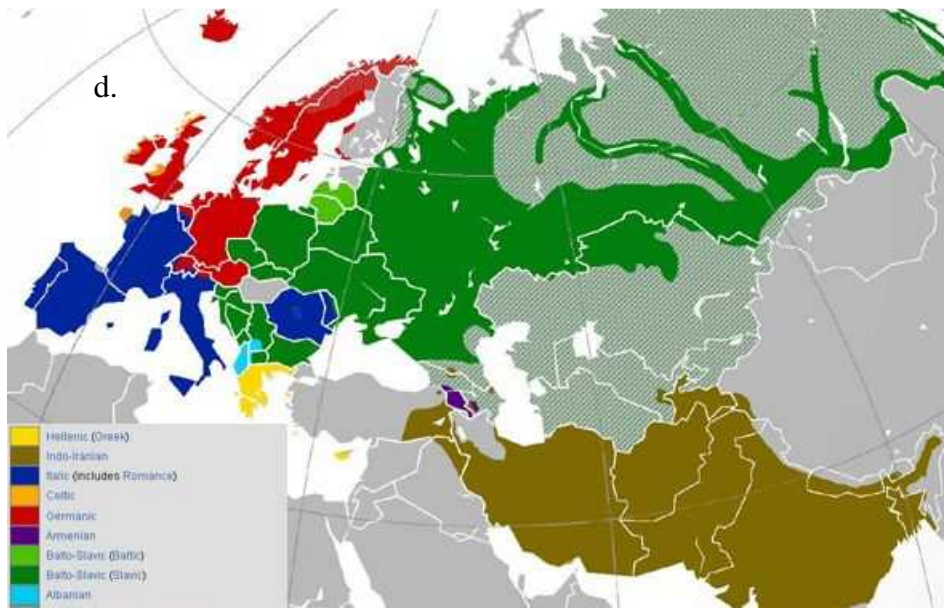 d.
Hellenic (Greek)
Indo-Iranian
Italic (includes Romance)
Celtic
Germanic
Armenian
Balto-Slavic (Baltic)
Balto-Slavic (Slavic)
Albanian